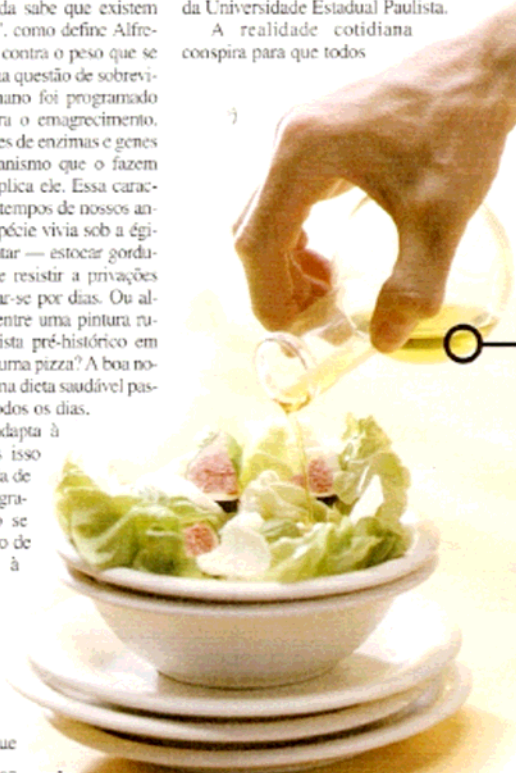 da sabe que existem
". como define Alfre-
contra o peso que se
a questão de sobrevi-
mano foi programado
ra o emagrecimento.
es de enzimas e genes
anismo que o fazem
plica ele. Essa carac-
tempos de nossos an-
pécie vivia sob a égi-
tar — estocar gordu-
e resistir a privações
ar-se por dias. Ou al-
entre uma pintura ru-
ista pré-histórico em
uma pizza? A boa no-
na dieta saudável pas-
odos os dias.
dapta à
s isso
a de
gra-
o se
o de
à
ue
da Universidade Estadual Paulista.
A realidade cotidiana
conspira para que todos